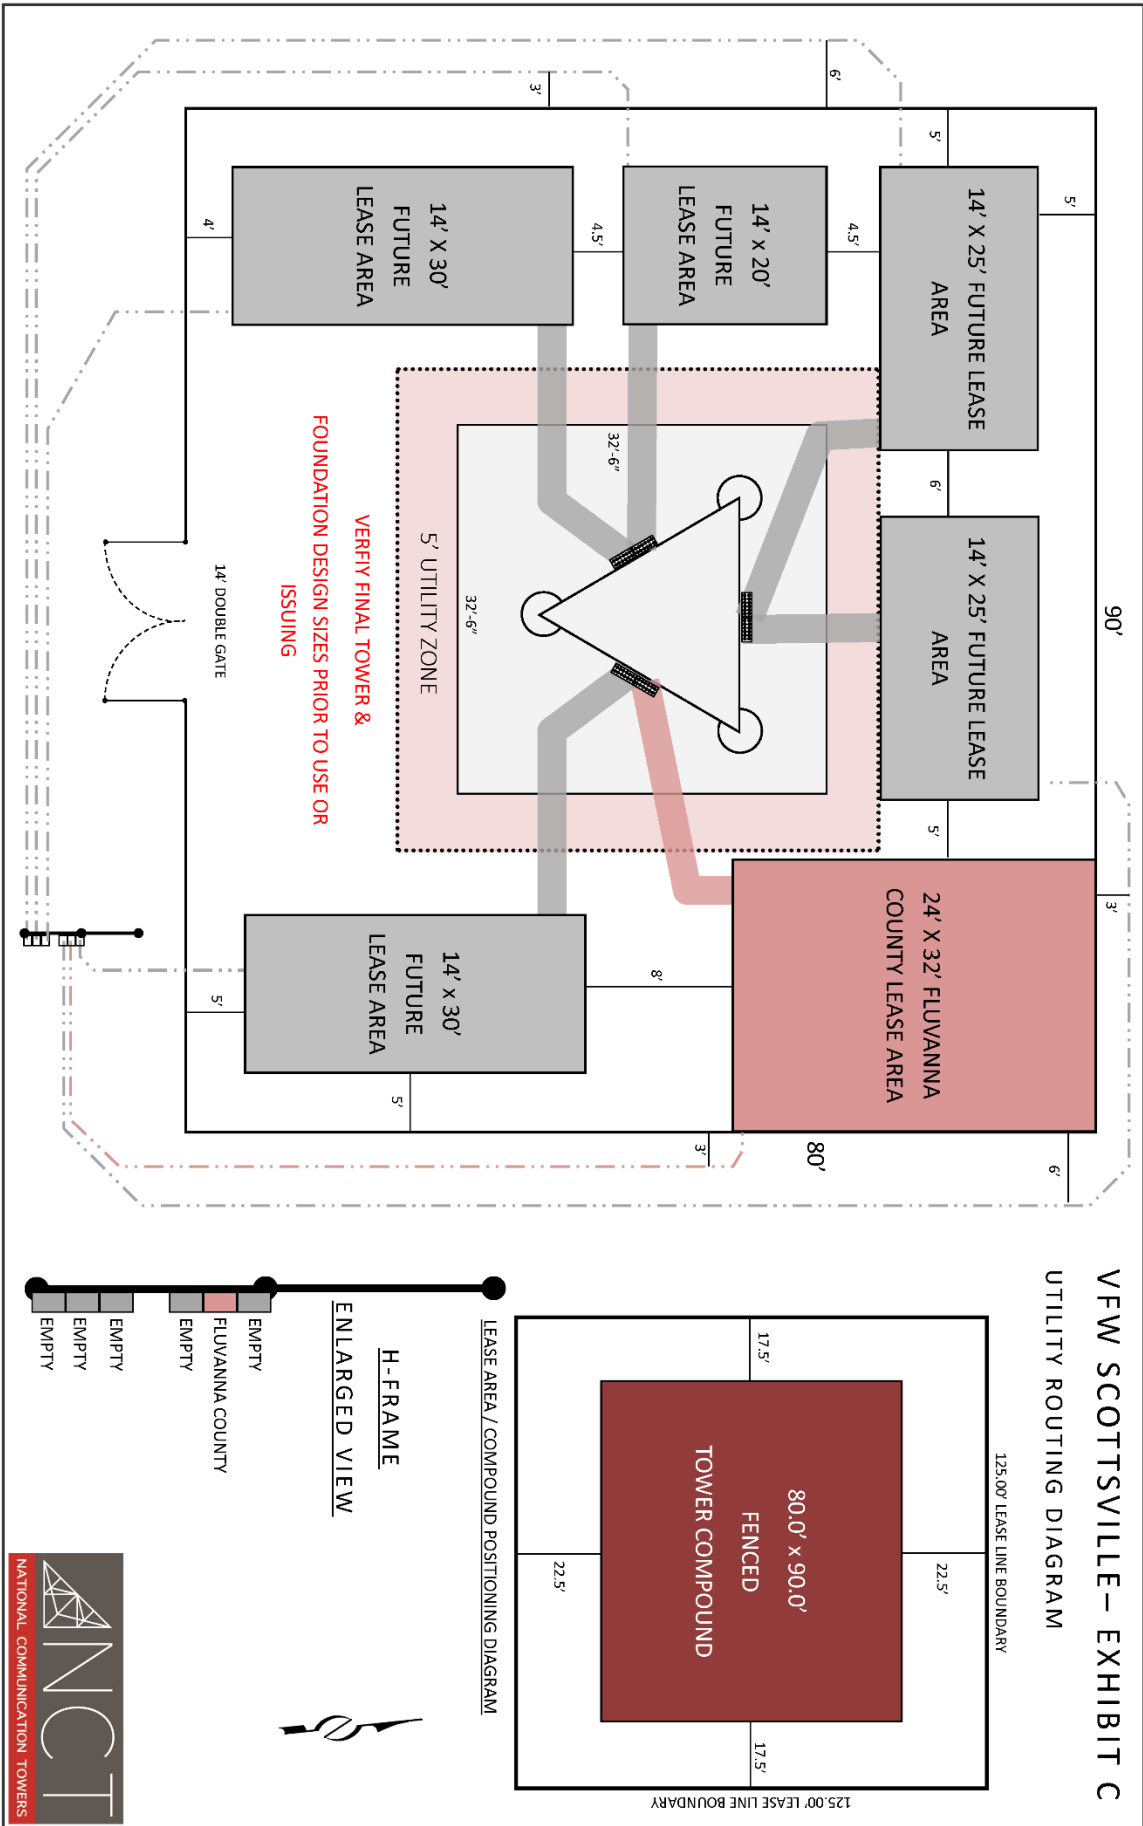 VFW SCOTTSVILLE– EXHIBIT C
UTILITY ROUTING DIAGRAM
90'
80'
6'
3'
5'
5'
14' X 25' FUTURE LEASE
AREA
6'
14' X 25' FUTURE LEASE
AREA
5'
24' X 32' FLUVANNA
COUNTY LEASE AREA
3'
6'
3'
4.5'
14' x 20'
FUTURE
LEASE AREA
4.5'
14' X 30'
FUTURE
LEASE AREA
4'
32'-6"
32'-6"
5' UTILITY ZONE
VERFIY FINAL TOWER &
FOUNDATION DESIGN SIZES PRIOR TO USE OR
ISSUING
8'
14' x 30'
FUTURE
LEASE AREA
5'
5'
14' DOUBLE GATE
125.00' LEASE LINE BOUNDARY
125.00' LEASE LINE BOUNDARY
22.5'
17.5'
80.0' x 90.0'
FENCED
TOWER COMPOUND
17.5'
22.5'
LEASE AREA / COMPOUND POSITIONING DIAGRAM
H-FRAME
ENLARGED VIEW
EMPTY
FLUVANNA COUNTY
EMPTY
EMPTY
EMPTY
EMPTY
NCT
NATIONAL COMMUNICATION TOWERS